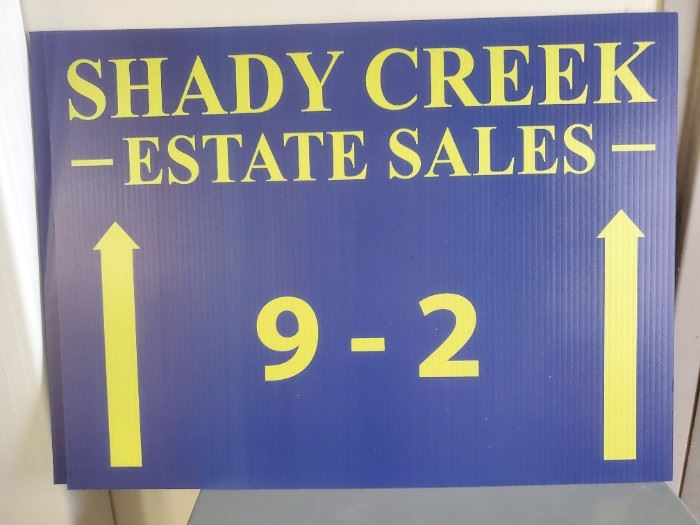 SHADY CREEK
- ESTATE SALES -
9 - 2